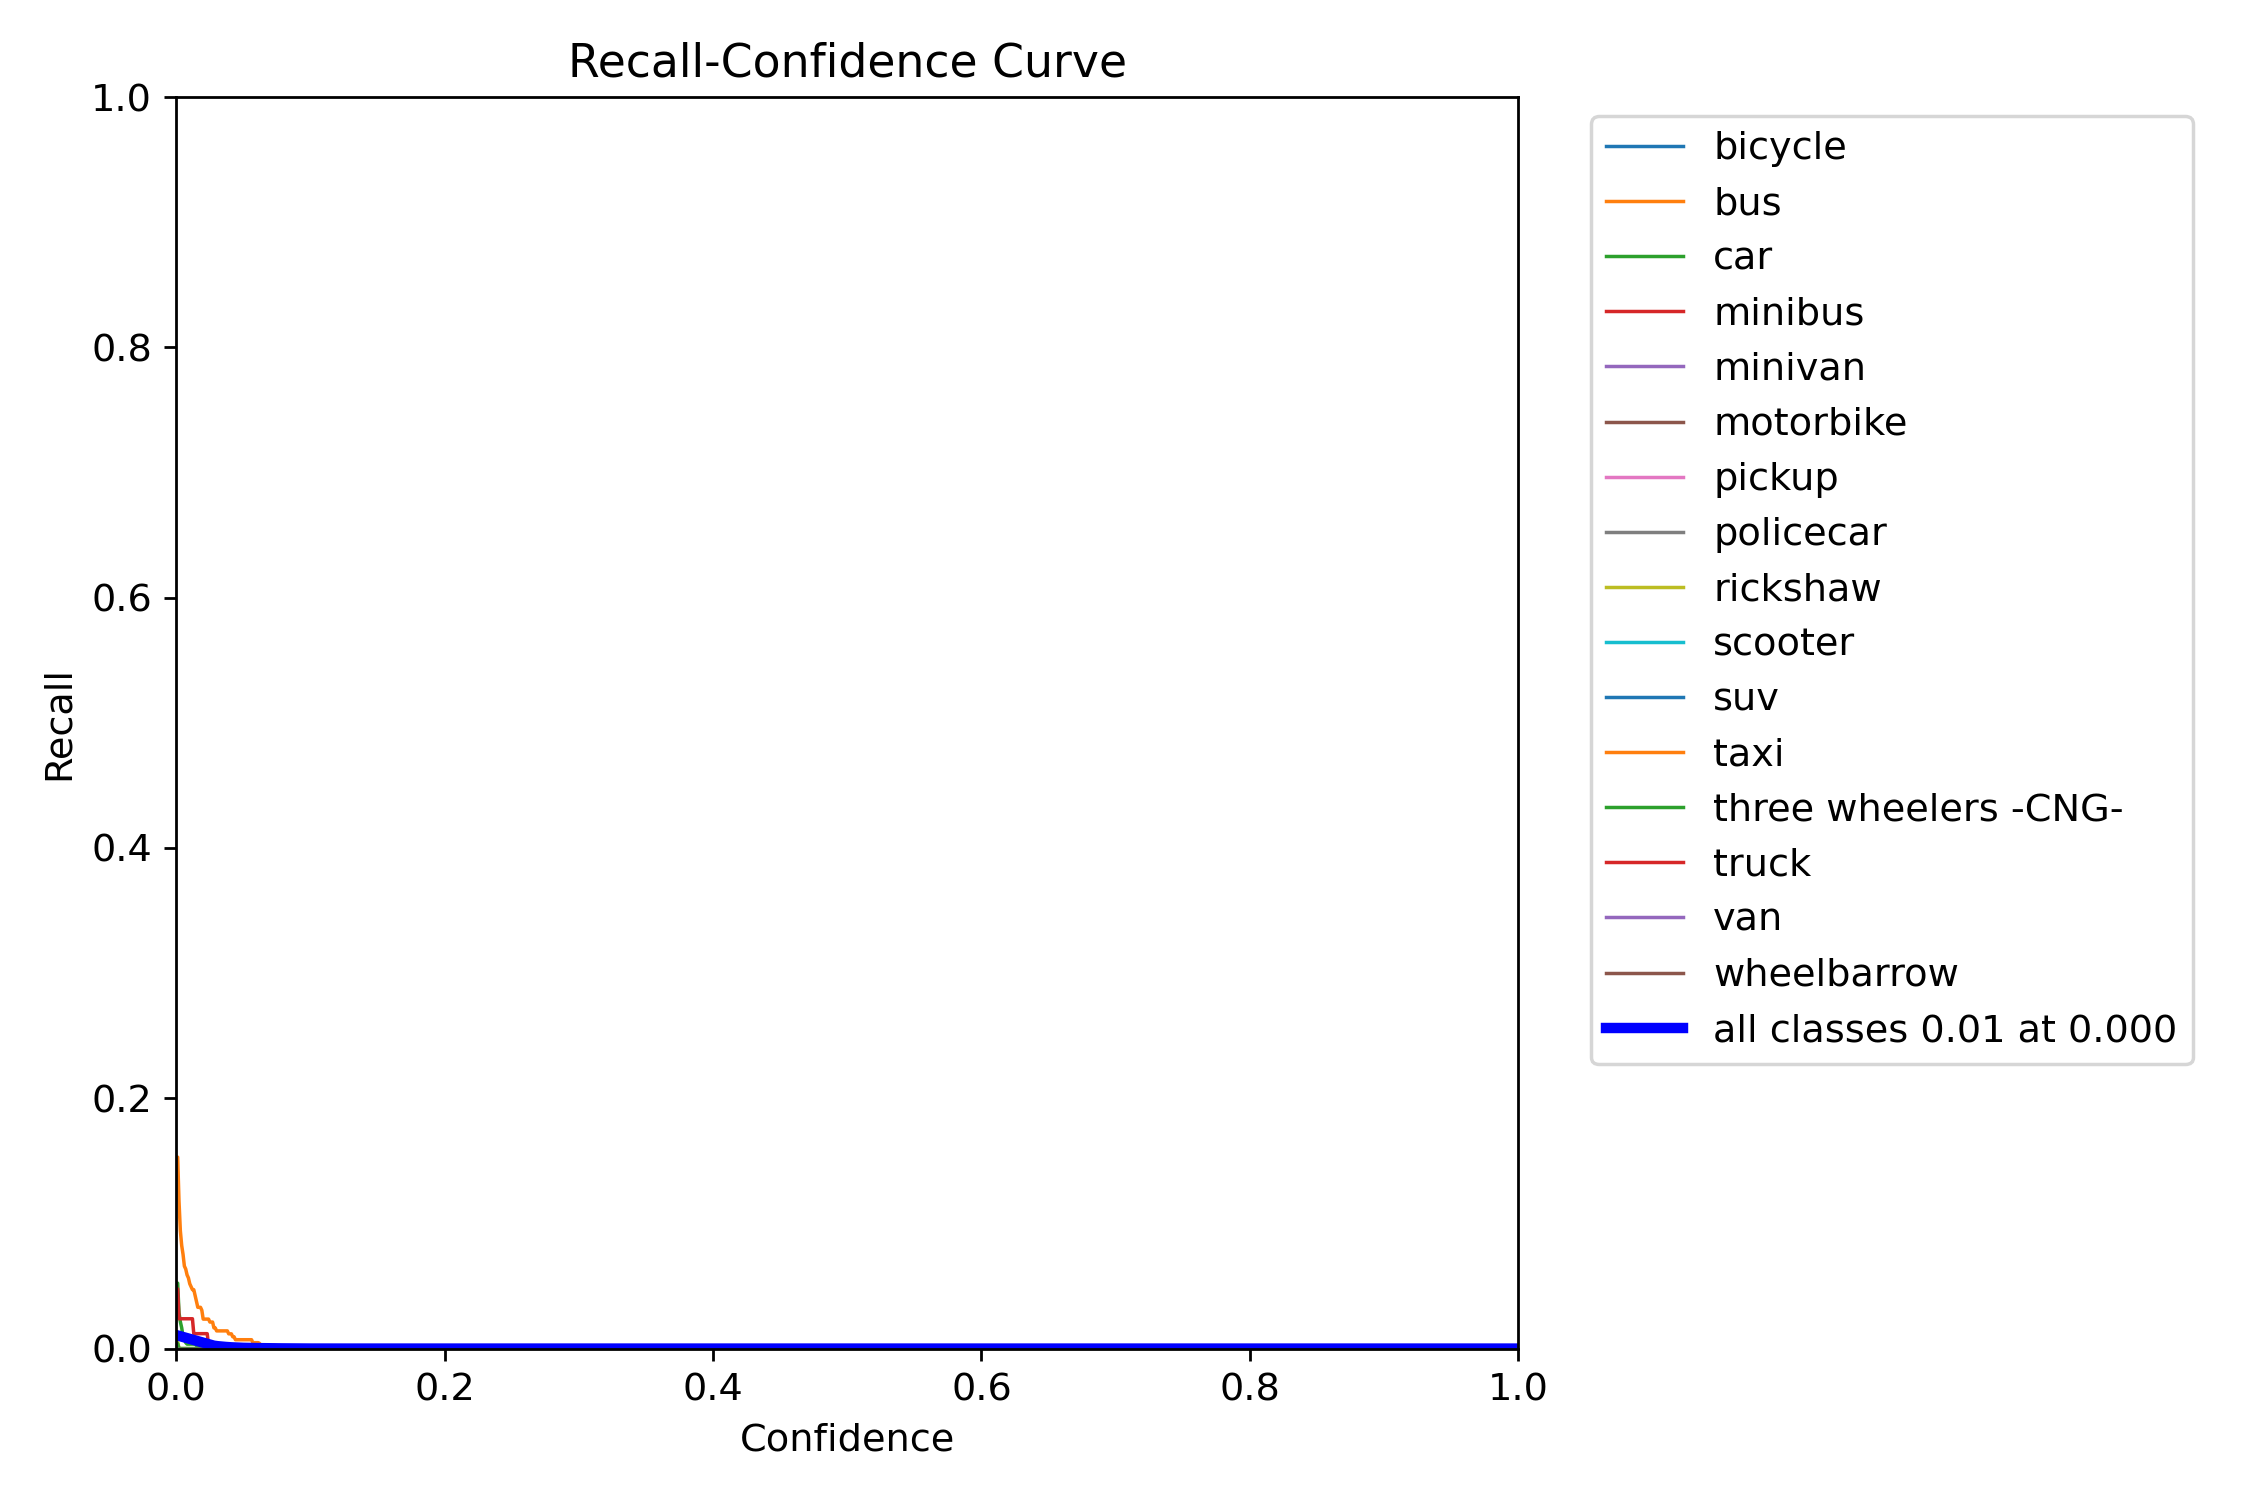 Recall-Confidence Curve
1.0
0.8
0.6
0.4
0.2
0.0
Recall
0.0 0.2 0.4 0.6 0.8 1.0
Confidence
bicycle
bus
car
minibus
minivan
motorbike
pickup
policecar
rickshaw
scooter
suv
taxi
three wheelers -CNG-
truck
van
wheelbarrow
all classes 0.01 at 0.000